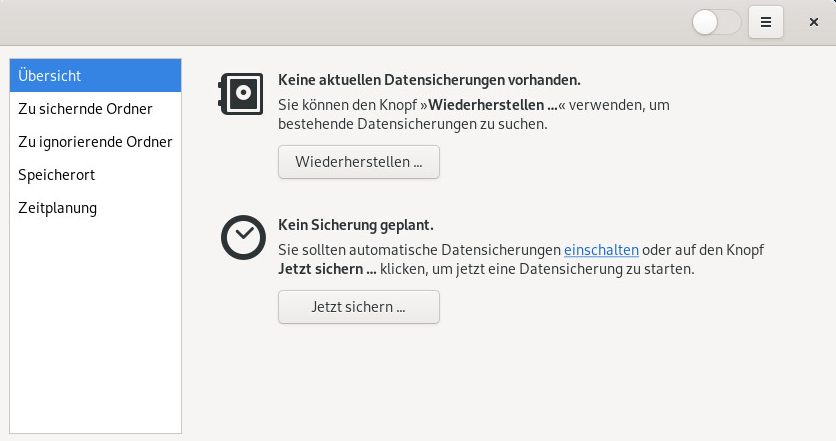 Übersicht
Zu sichernde Ordner
Zu ignorierende Ordner
Speicherort
Zeitplanung
Keine aktuellen Datensicherungen vorhanden.
Sie können den Knopf »Wiederherstellen …« verwenden, um
bestehende Datensicherungen zu suchen.
Wiederherstellen …
Kein Sicherung geplant.
Sie sollten automatische Datensicherungen einschalten oder auf den Knopf
Jetzt sichern … klicken, um jetzt eine Datensicherung zu starten.
Jetzt sichern …